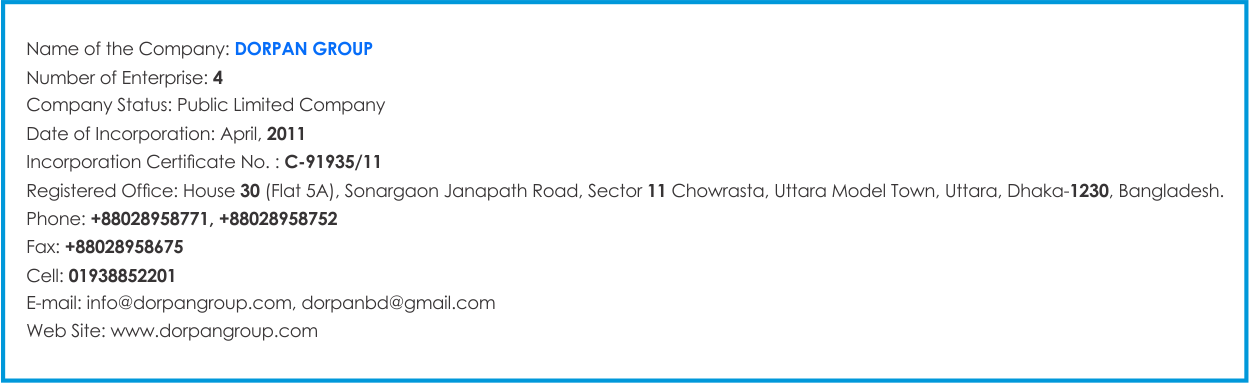 Name of the Company: DORPAN GROUP
Number of Enterprise: 4
Company Status: Public Limited Company
Date of Incorporation: April, 2011
Incorporation Certificate No. : C-91935/11
Registered Office: House 30 (Flat 5A), Sonargaon Janapath Road, Sector 11 Chowrasta, Uttara Model Town, Uttara, Dhaka-1230, Bangladesh.
Phone: +88028958771, +88028958752
Fax: +88028958675
Cell: 01938852201
E-mail: info@dorpangroup.com, dorpanbd@gmail.com
Web Site: www.dorpangroup.com